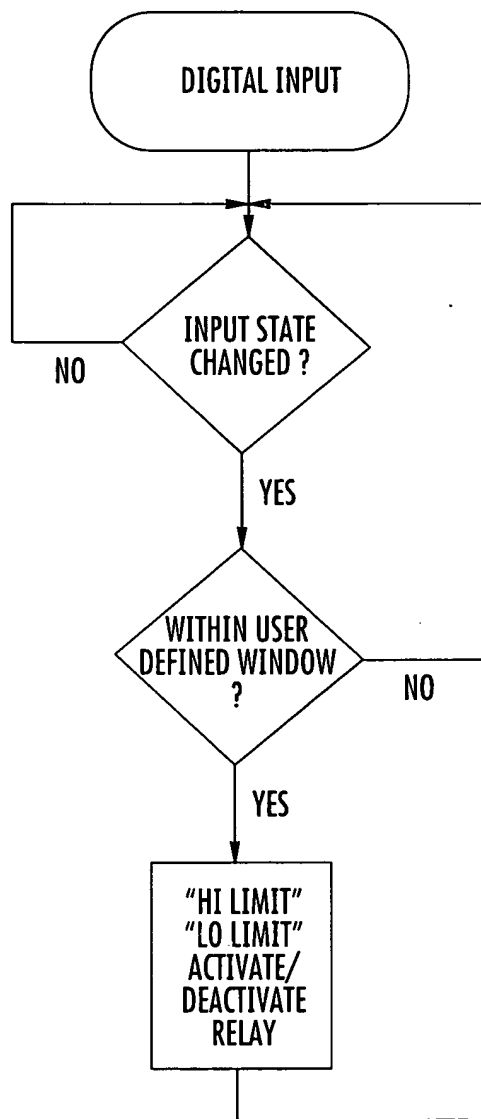 DIGITAL INPUT
INPUT STATE
CHANGED ?
NO
YES
WITHIN USER
DEFINED WINDOW
?
NO
YES
"HI LIMIT"
"LO LIMIT"
ACTIVATE/
DEACTIVATE
RELAY